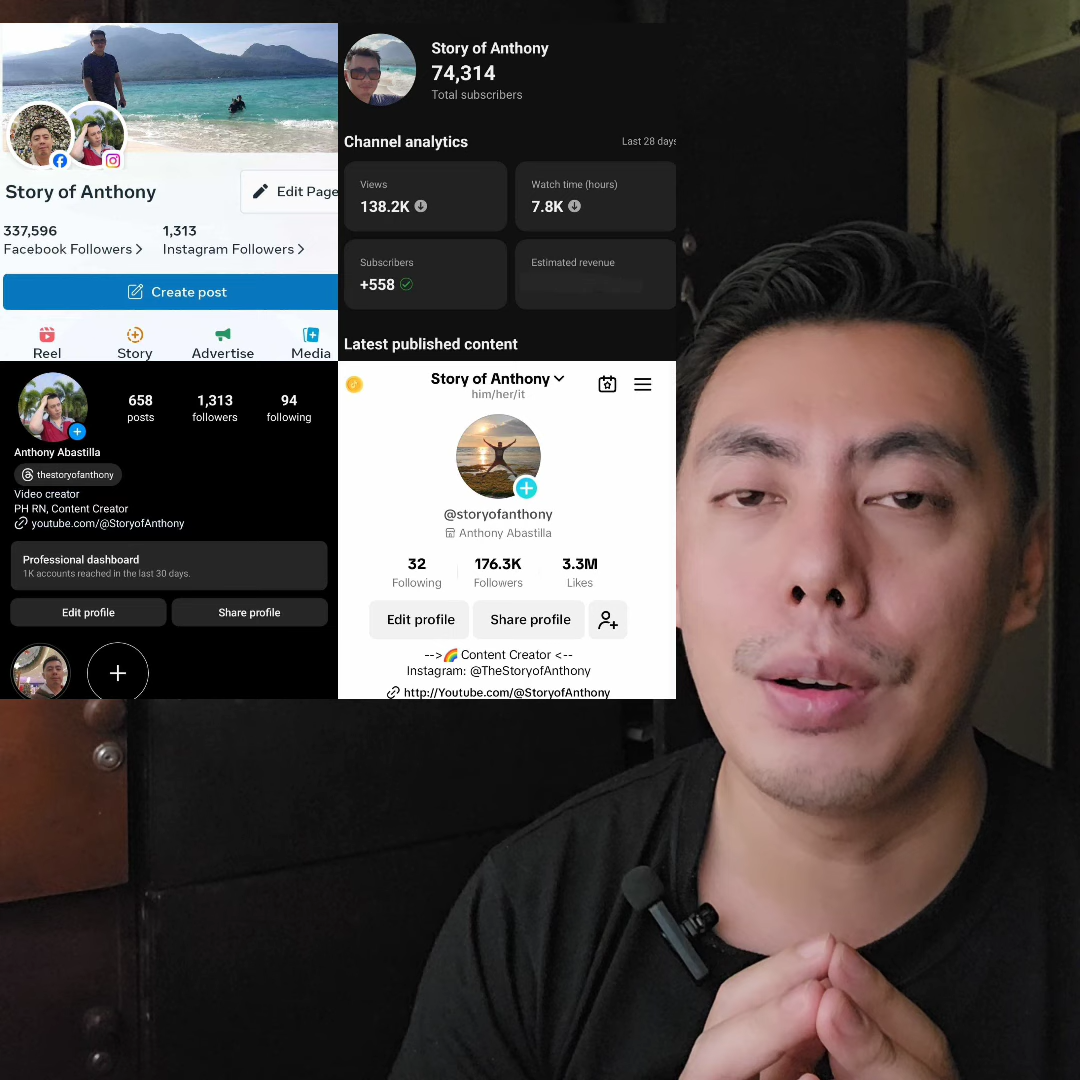 Story of Anthony
Edit Page
337,596
1,313
Facebook Followers
Instagram Followers
Create post
Reel
Story
Advertise
Media
Story of Anthony
74,314
Total subscribers
Channel analytics
Last 28 days
Views
138.2K
Watch time (hours)
7.8K
Subscribers
+558
Estimated revenue
Latest published content
658
1,313
94
posts
followers
following
Anthony Abastilla
thestoryofanthony
Video creator
PH RN, Content Creator
youtube.com/@StoryofAnthony
Professional dashboard
1K accounts reached in the last 30 days.
Edit profile
Share profile
Story of Anthony
him/her/it
@storyofanthony
Anthony Abastilla
32
176.3K
3.3M
Following
Followers
Likes
Edit profile
Share profile
-->🌈 Content Creator <--
Instagram: @TheStoryofAnthony
http://Youtube.com/@StoryofAnthony